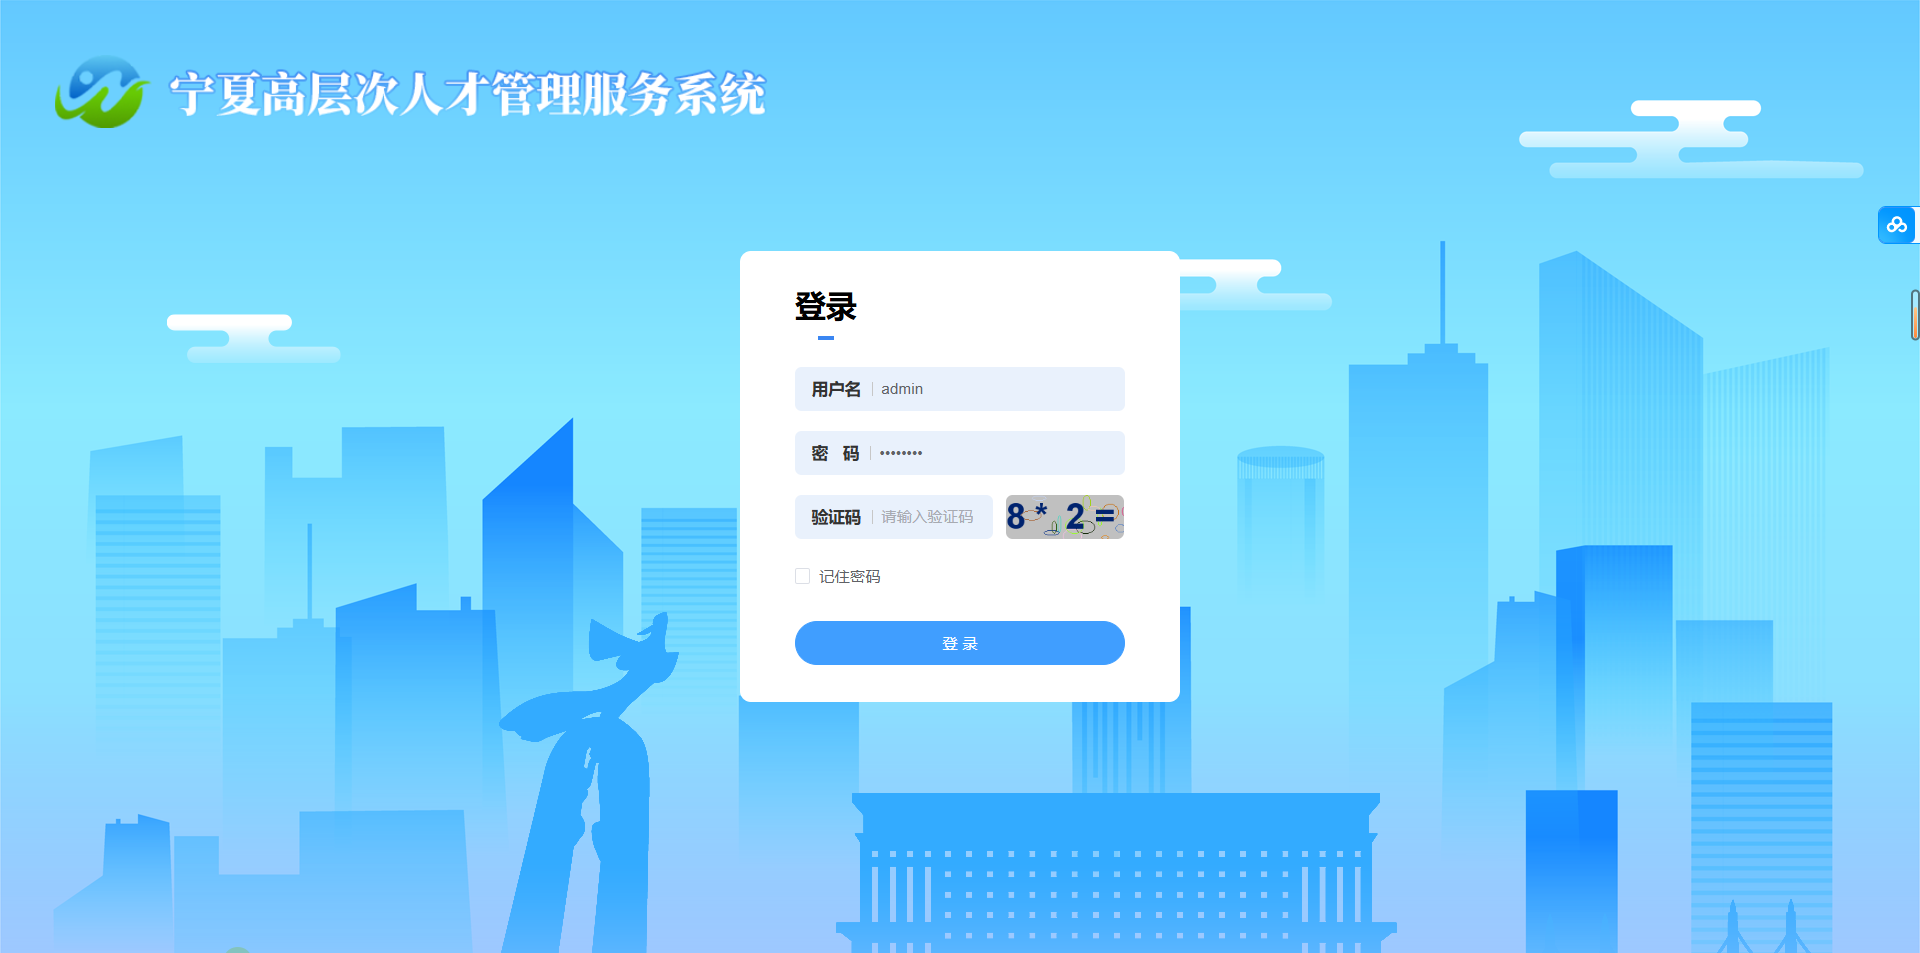 宁夏高层次人才管理服务系统
登录
用户名 admin
密 码 ••••••••
验证码 请输入验证码 8 * 2 =
记住密码
登 录